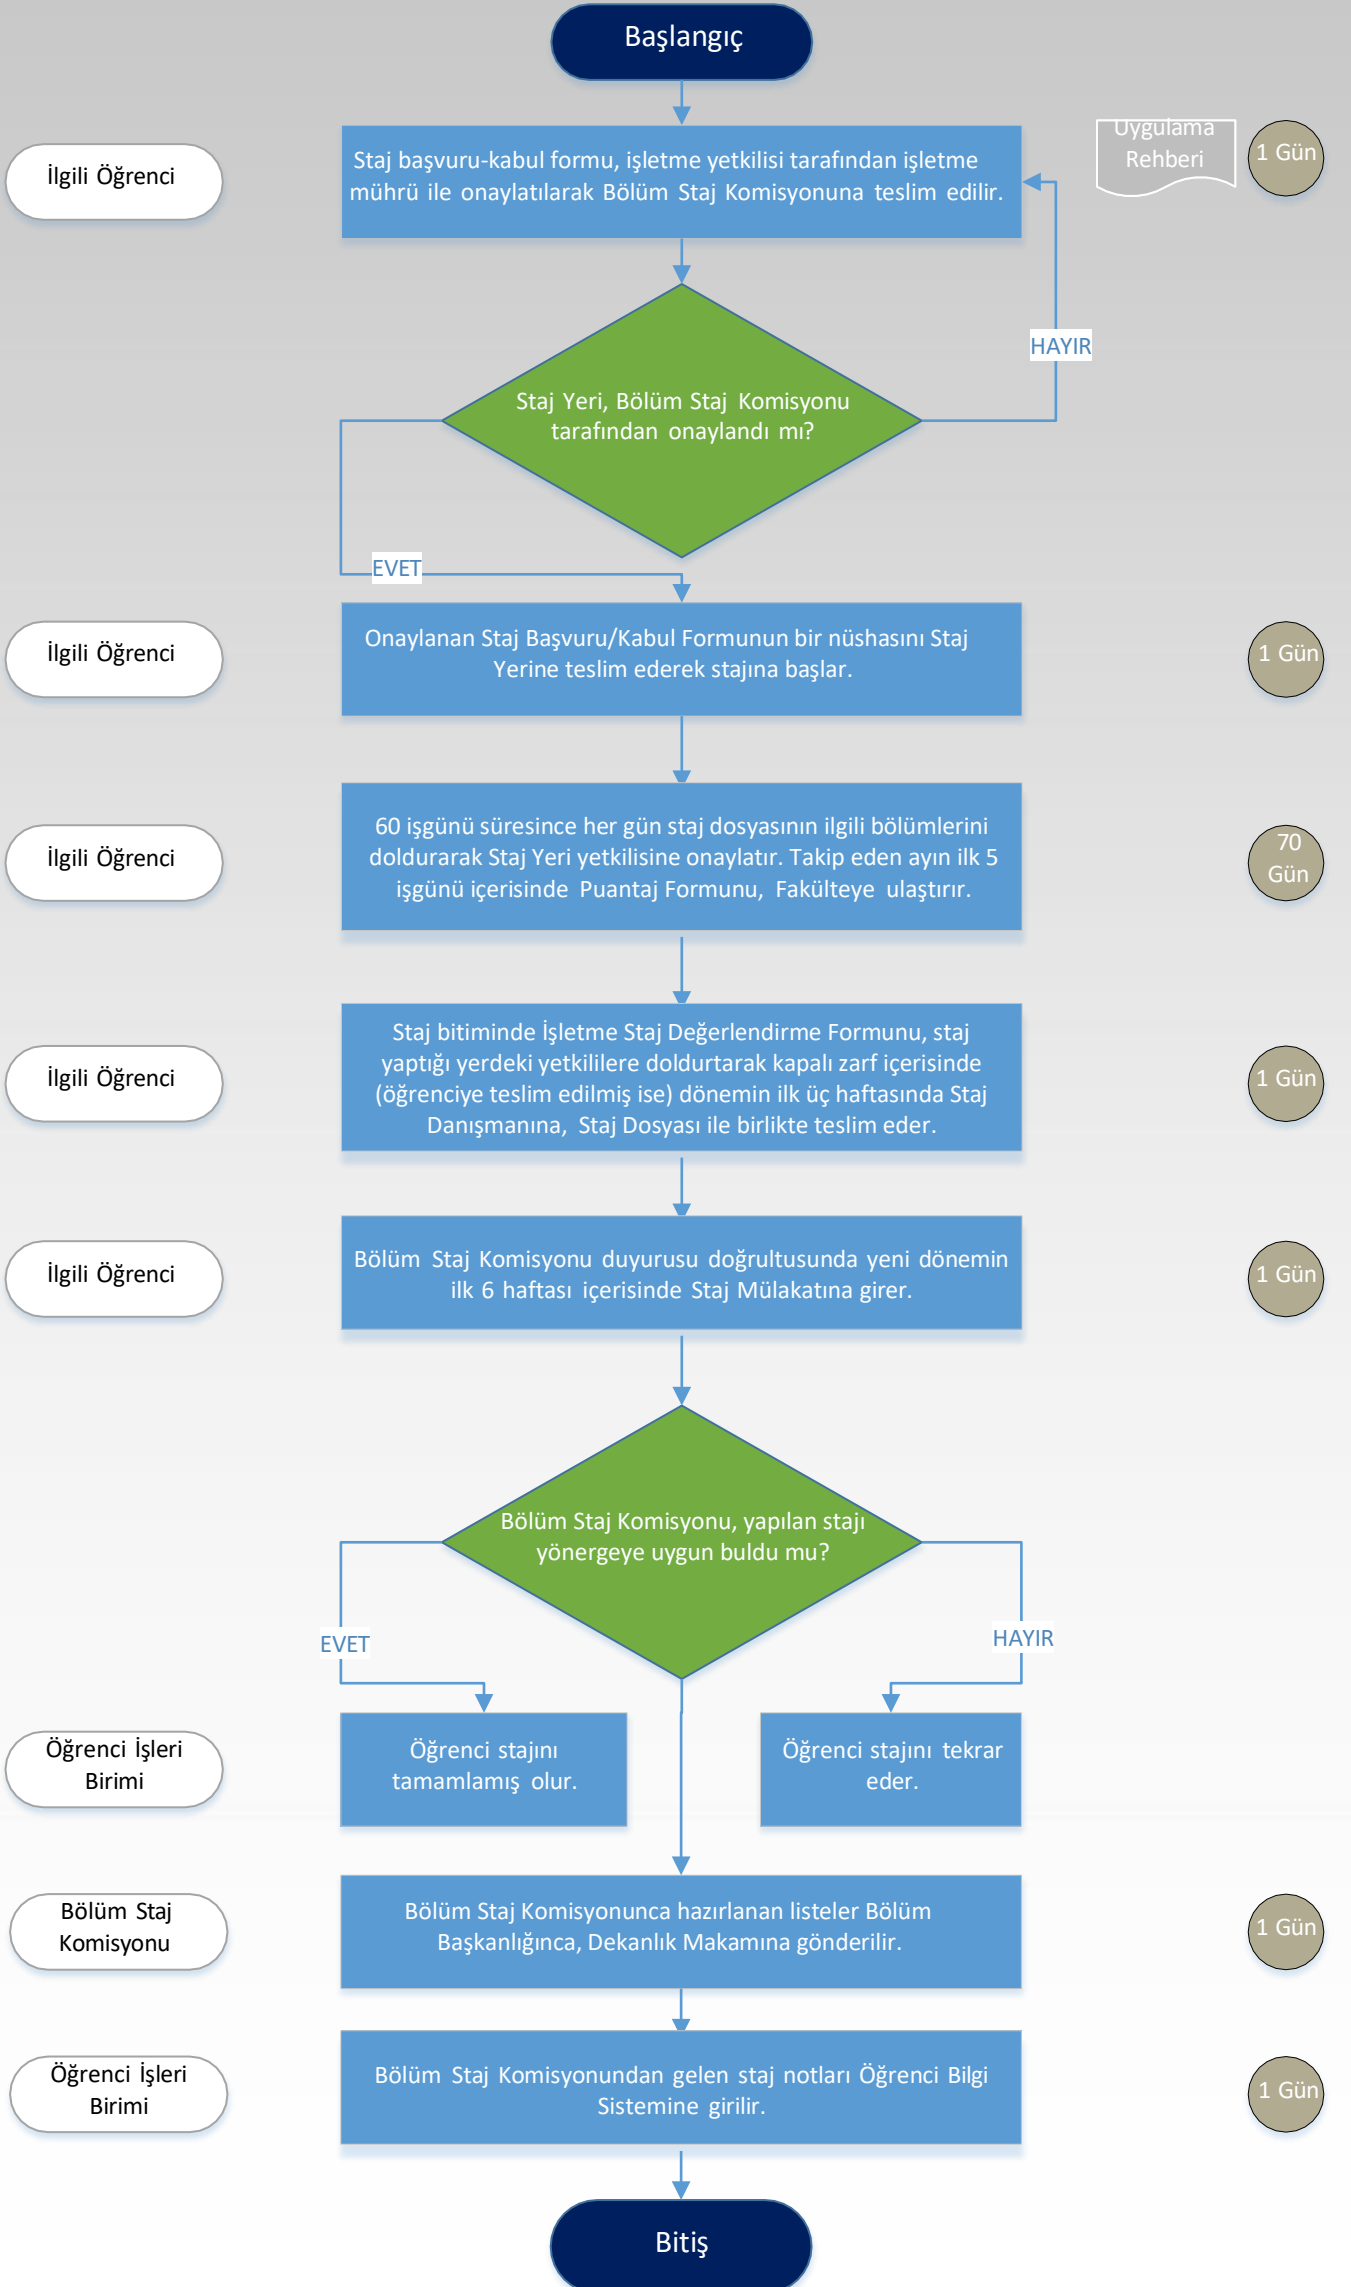 Başlangıç
İlgili Öğrenci
Staj başvuru-kabul formu, işletme yetkilisi tarafından işletme
mührü ile onaylatılarak Bölüm Staj Komisyonuna teslim edilir.
Uygulama
Rehberi
1 Gün
HAYIR
Staj Yeri, Bölüm Staj Komisyonu
tarafından onaylandı mı?
EVET
İlgili Öğrenci
Onaylanan Staj Başvuru/Kabul Formunun bir nüshasını Staj
Yerine teslim ederek stajına başlar.
1 Gün
İlgili Öğrenci
60 işgünü süresince her gün staj dosyasının ilgili bölümlerini
doldurarak Staj Yeri yetkilisine onaylatır. Takip eden ayın ilk 5
işgünü içerisinde Puantaj Formunu, Fakülteye ulaştırır.
70
Gün
İlgili Öğrenci
Staj bitiminde İşletme Staj Değerlendirme Formunu, staj
yaptığı yerdeki yetkililere doldurtarak kapalı zarf içerisinde
(öğrenciye teslim edilmiş ise) dönemin ilk üç haftasında Staj
Danışmanına, Staj Dosyası ile birlikte teslim eder.
1 Gün
İlgili Öğrenci
Bölüm Staj Komisyonu duyurusu doğrultusunda yeni dönemin
ilk 6 haftası içerisinde Staj Mülakatına girer.
1 Gün
Bölüm Staj Komisyonu, yapılan stajı
yönergeye uygun buldu mu?
EVET
HAYIR
Öğrenci İşleri
Birimi
Öğrenci stajını
tamamlamış olur.
Öğrenci stajını tekrar
eder.
Bölüm Staj
Komisyonu
Bölüm Staj Komisyonunca hazırlanan listeler Bölüm
Başkanlığınca, Dekanlık Makamına gönderilir.
1 Gün
Öğrenci İşleri
Birimi
Bölüm Staj Komisyonundan gelen staj notları Öğrenci Bilgi
Sistemine girilir.
1 Gün
Bitiş